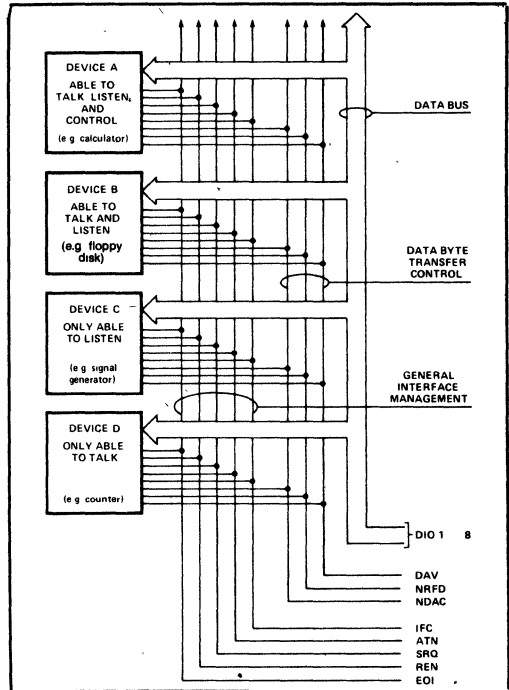 DEVICE A
ABLE TO
TALK LISTEN,
AND
CONTROL
(e g calculator)
DATA BUS
DEVICE B
ABLE TO
TALK AND
LISTEN
(e.g floppy
disk)
DATA BYTE
TRANSFER
CONTROL
DEVICE C
ONLY ABLE
TO LISTEN
(e g signal
generator)
GENERAL
INTERFACE
MANAGEMENT
DEVICE D
ONLY ABLE
TO TALK
(e g counter)
DIO 1 8
DAV
NRFD
NDAC
IFC
ATN
SRQ
REN
EOI